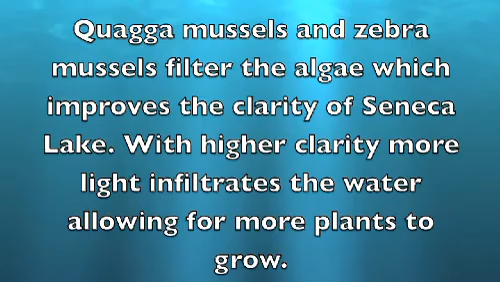 Quagga mussels and zebra
mussels filter the algae which
improves the clarity of Seneca
Lake. With higher clarity more
light infiltrates the water
allowing for more plants to
grow.